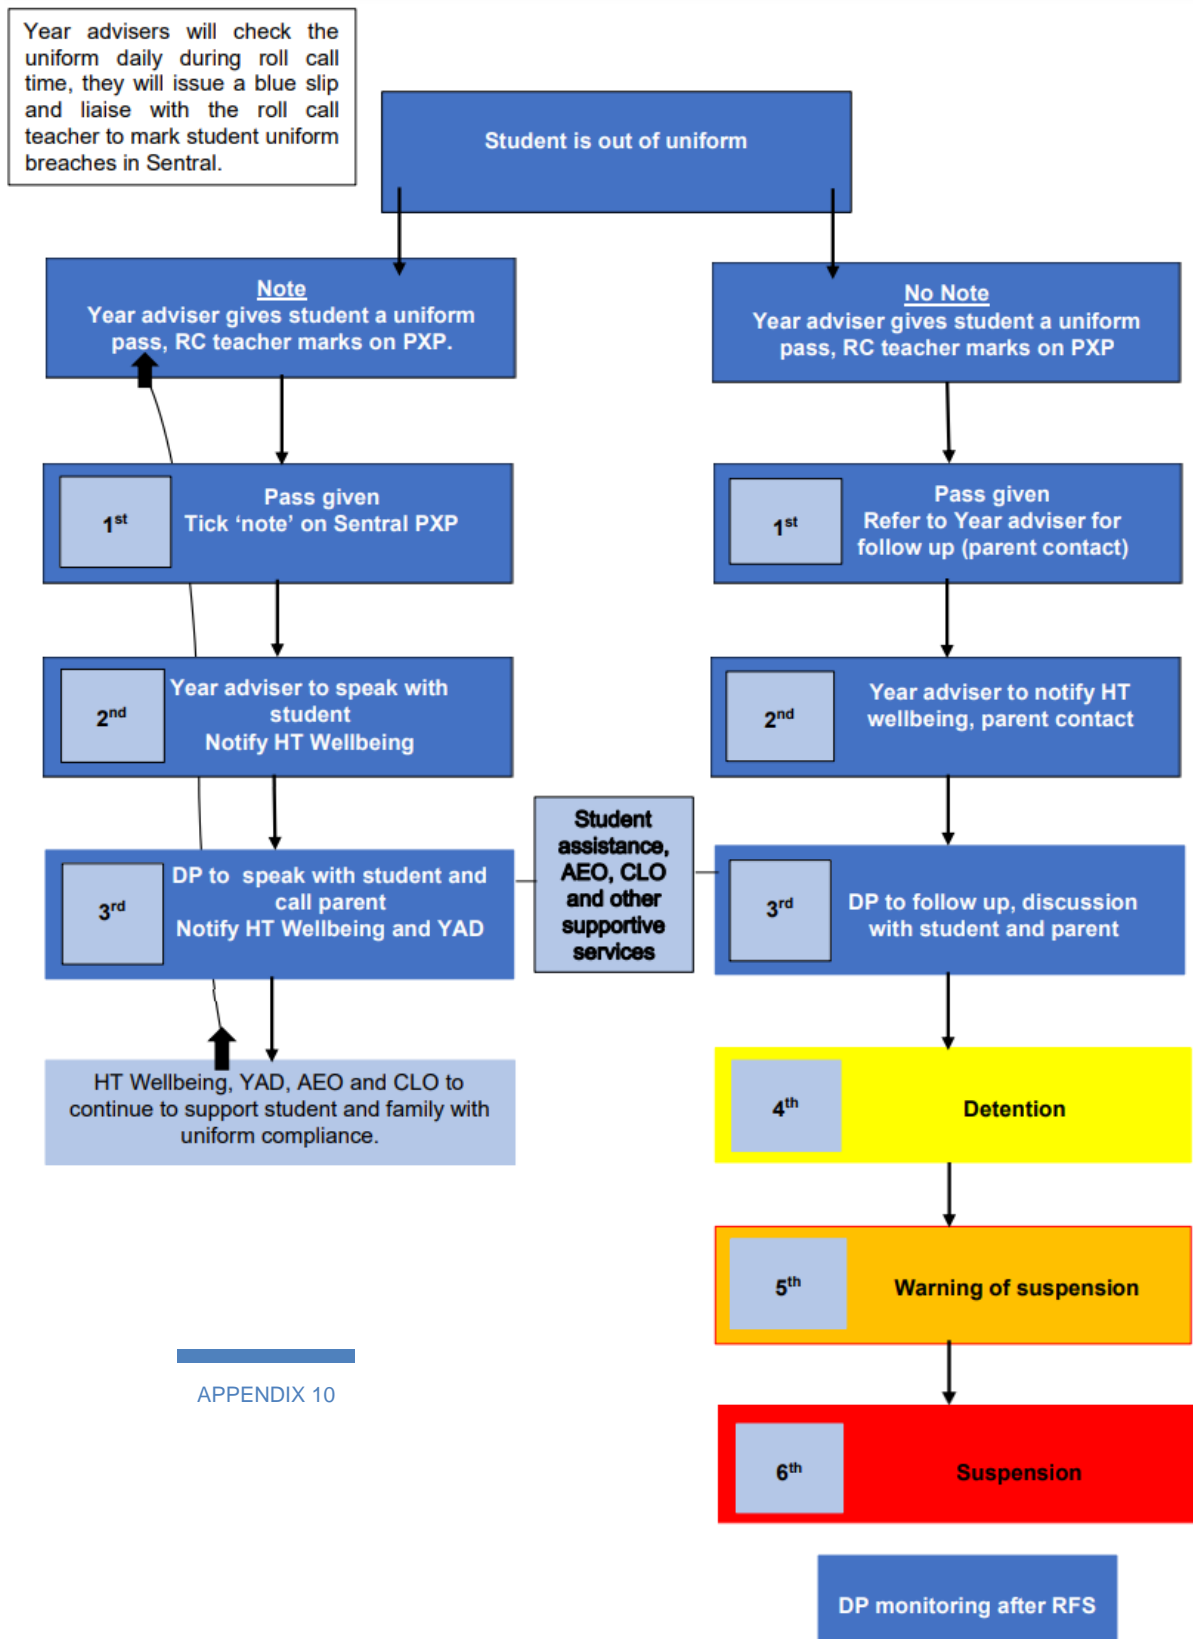 Year advisers will check the
uniform daily during roll call
time, they will issue a blue slip
and liaise with the roll call
teacher to mark student uniform
breaches in Sentral.
Student is out of uniform
Note
Year adviser gives student a uniform
pass, RC teacher marks on PXP.
No Note
Year adviser gives student a uniform
pass, RC teacher marks on PXP
1st
Pass given
Tick ‘note’ on Sentral PXP
1st
Pass given
Refer to Year adviser for
follow up (parent contact)
2nd
Year adviser to speak with
student
Notify HT Wellbeing
2nd
Year adviser to notify HT
wellbeing, parent contact
3rd
DP to speak with student and
call parent
Notify HT Wellbeing and YAD
Student
assistance,
AEO, CLO
and other
supportive
services
3rd
DP to follow up, discussion
with student and parent
HT Wellbeing, YAD, AEO and CLO to
continue to support student and family with
uniform compliance.
4th
Detention
5th
Warning of suspension
APPENDIX 10
6th
Suspension
DP monitoring after RFS